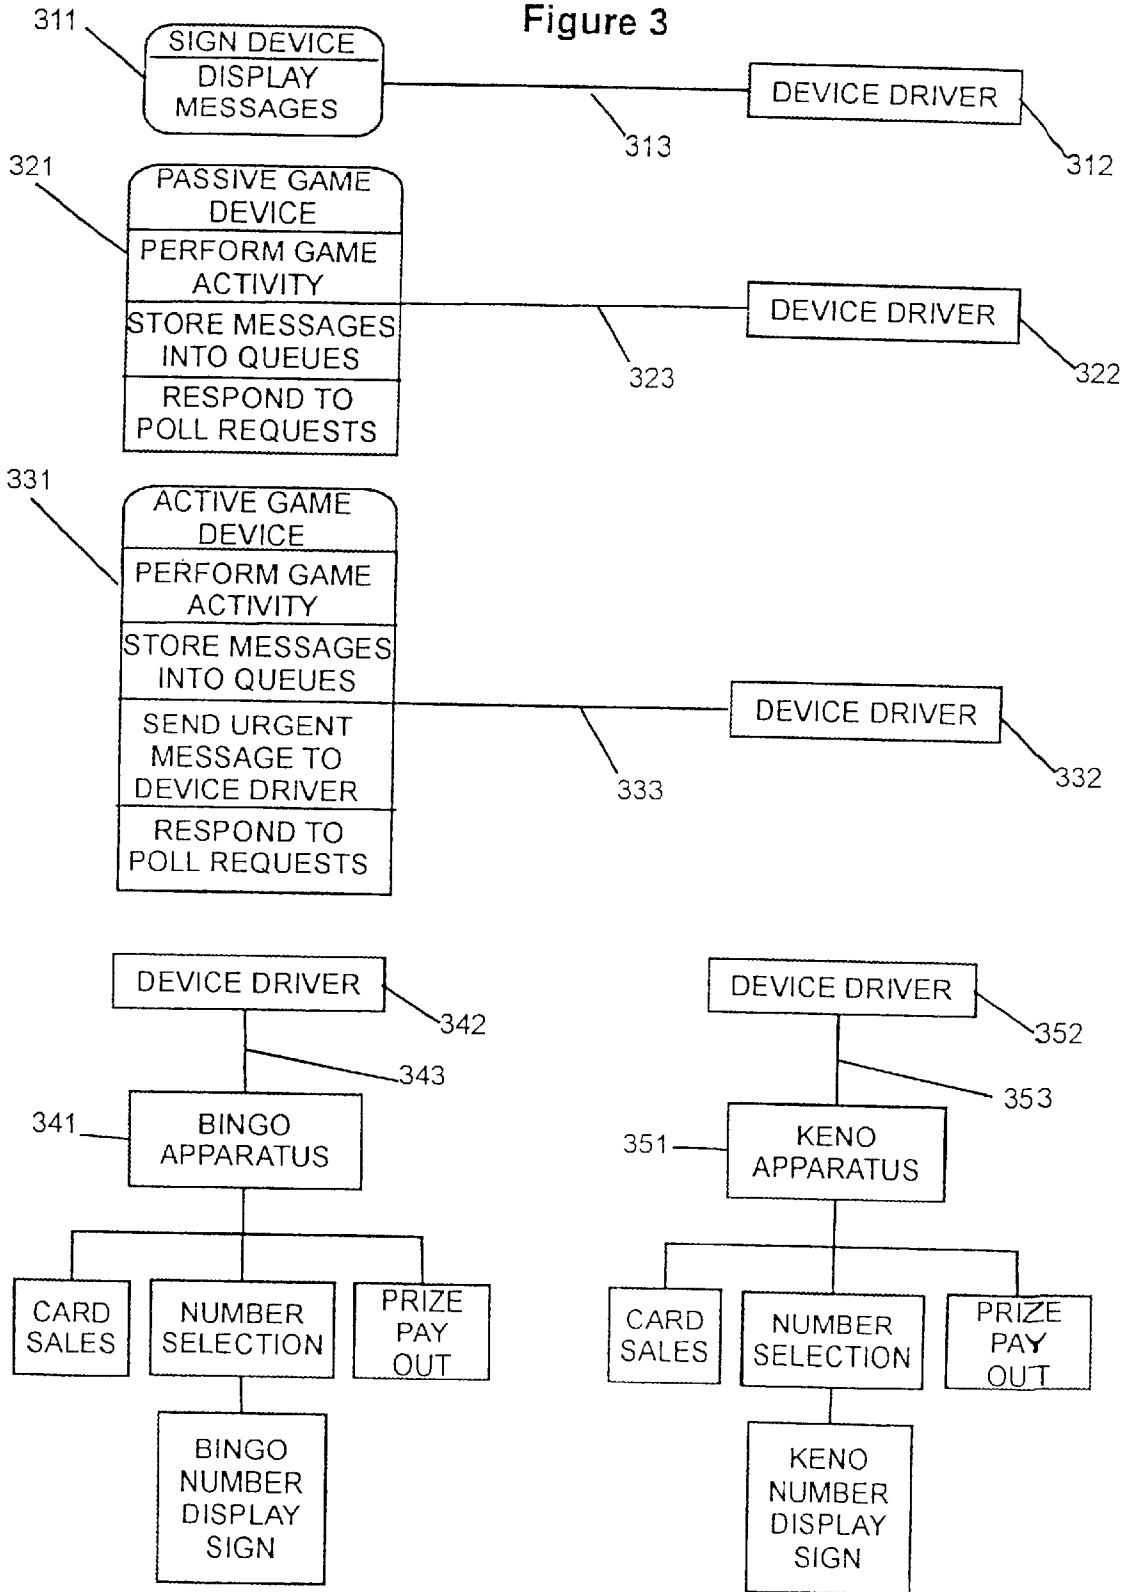 Figure 3
311
SIGN DEVICE
DISPLAY
MESSAGES
313
DEVICE DRIVER
312
321
PASSIVE GAME
DEVICE
PERFORM GAME
ACTIVITY
STORE MESSAGES
INTO QUEUES
RESPOND TO
POLL REQUESTS
323
DEVICE DRIVER
322
331
ACTIVE GAME
DEVICE
PERFORM GAME
ACTIVITY
STORE MESSAGES
INTO QUEUES
SEND URGENT
MESSAGE TO
DEVICE DRIVER
RESPOND TO
POLL REQUESTS
333
DEVICE DRIVER
332
DEVICE DRIVER
342
343
341
BINGO
APPARATUS
CARD
SALES
NUMBER
SELECTION
PRIZE
PAY
OUT
BINGO
NUMBER
DISPLAY
SIGN
DEVICE DRIVER
352
353
351
KENO
APPARATUS
CARD
SALES
NUMBER
SELECTION
PRIZE
PAY
OUT
KENO
NUMBER
DISPLAY
SIGN